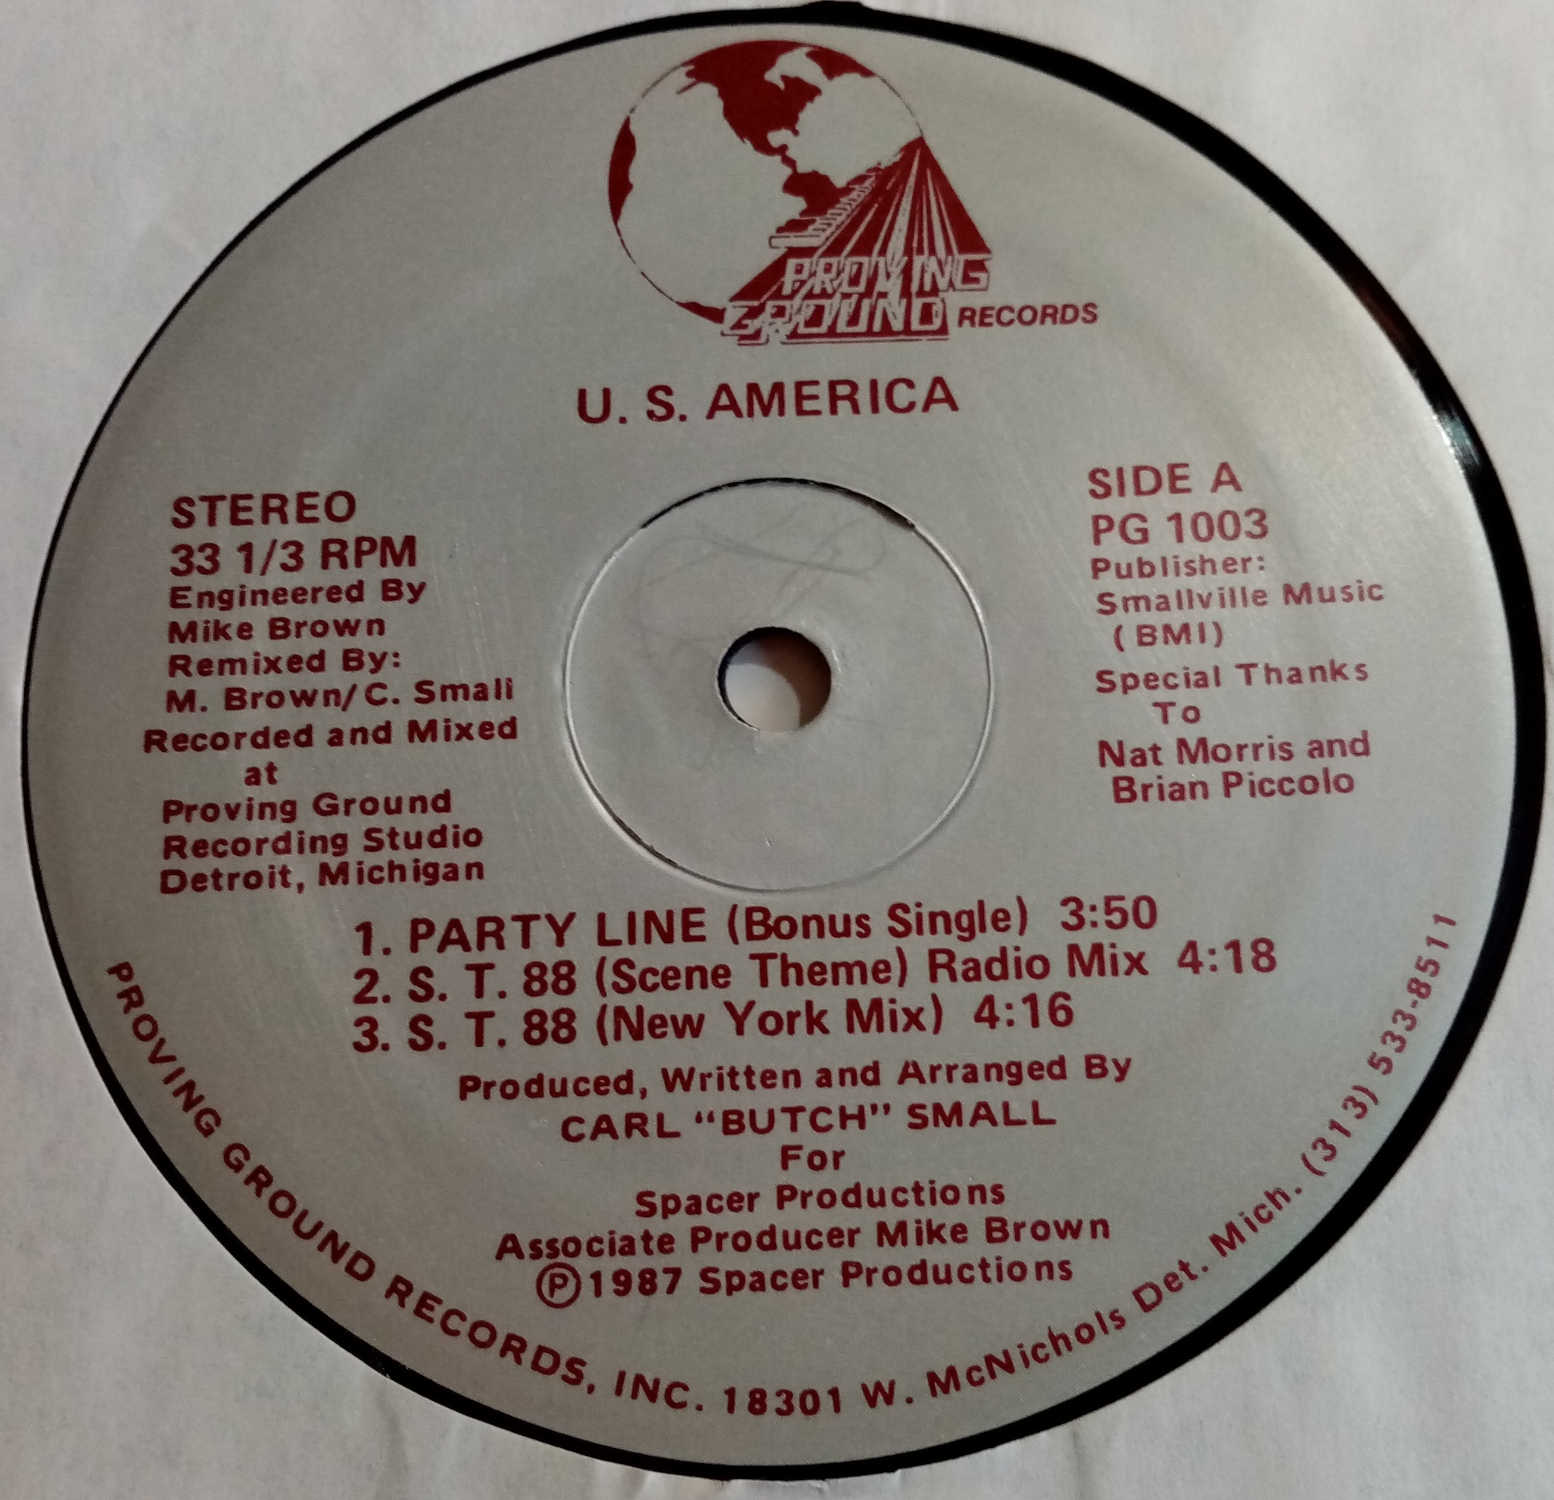 PROVING
GROUND RECORDS
U. S. AMERICA
STEREO
33 1/3 RPM
Engineered By
Mike Brown
Remixed By:
M. Brown/C. Small
Recorded and Mixed
at
Proving Ground
Recording Studio
Detroit, Michigan
SIDE A
PG 1003
Publisher:
Smallville Music
(BMI)
Special Thanks
To
Nat Morris and
Brian Piccolo
1. PARTY LINE (Bonus Single) 3:50
2. S. T. 88 (Scene Theme) Radio Mix 4:18
3. S. T. 88 (New York Mix) 4:16
Produced, Written and Arranged By
CARL "BUTCH" SMALL
For
Spacer Productions
Associate Producer Mike Brown
Ⓟ1987 Spacer Productions
PROVING GROUND RECORDS, INC. 18301 W. McNichols Det. Mich. (313) 533-8511